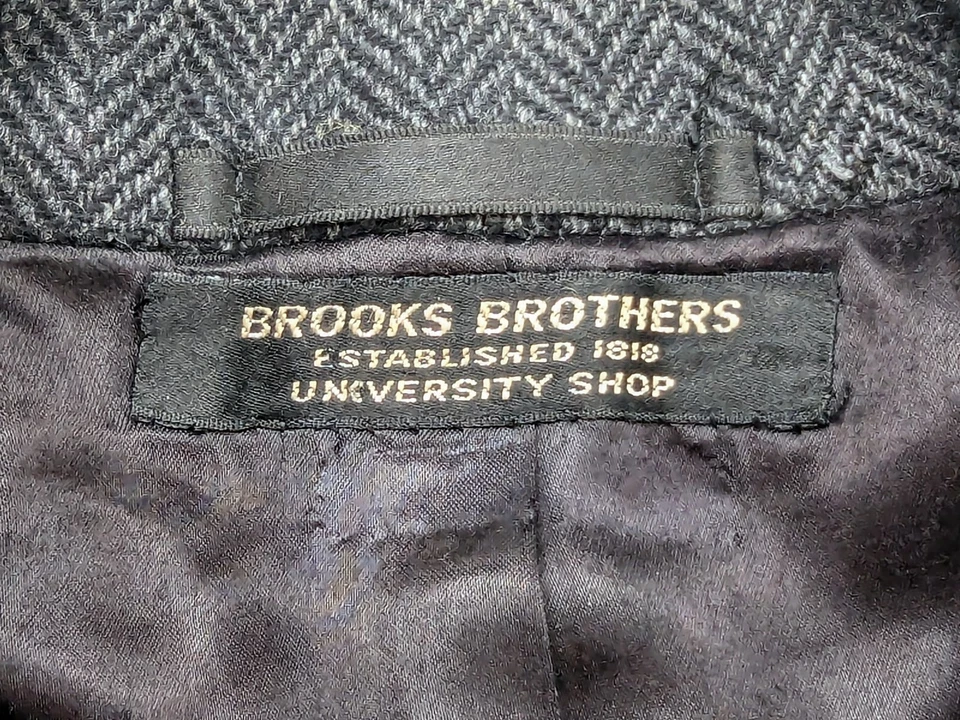 BROOKS BROTHERS
ESTABLISHED 1818
UNIVERSITY SHOP